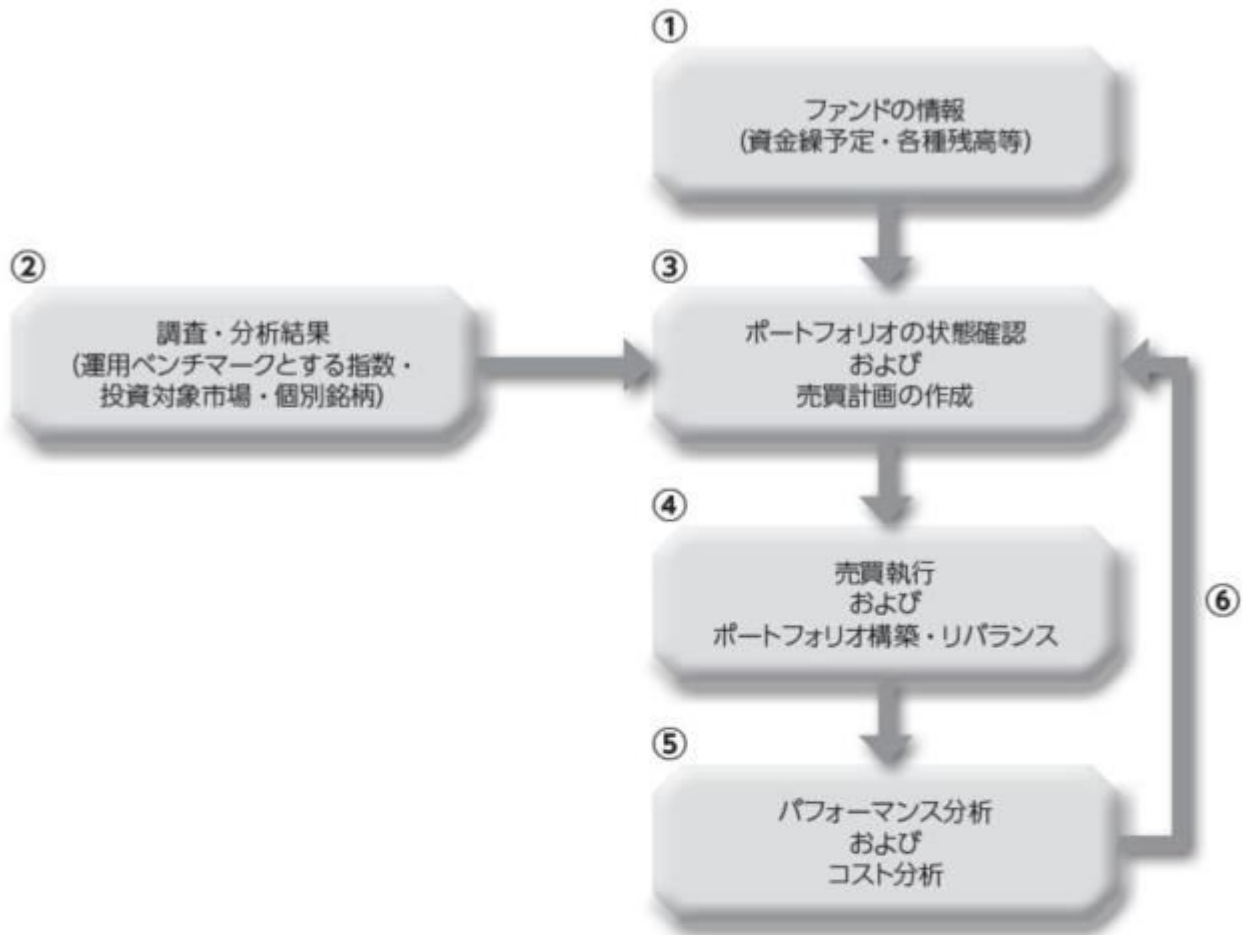 ①
ファンドの情報
(資金繰予定・各種残高等)
②
調査・分析結果
(運用ベンチマークとする指数・
投資対象市場・個別銘柄)
③
ポートフォリオの状態確認
および
売買計画の作成
④
売買執行
および
ポートフォリオ構築・リバランス
⑤
パフォーマンス分析
および
コスト分析
⑥